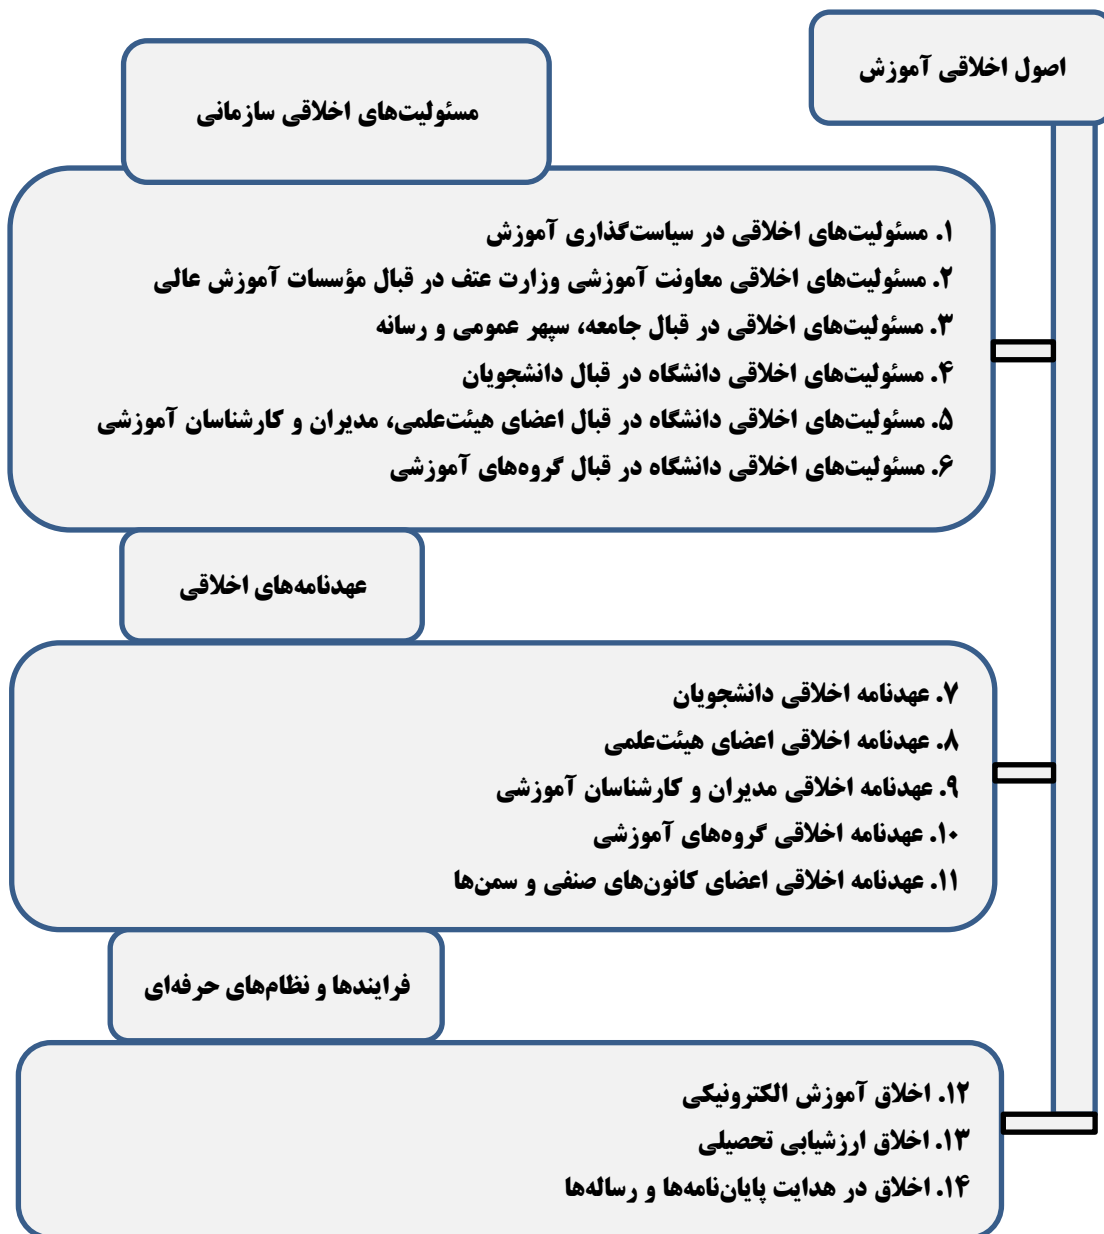 اصول اخلاقی آموزش
مسئولیت‌های اخلاقی سازمانی
۱. مسئولیت‌های اخلاقی در سیاست‌گذاری آموزش
۲. مسئولیت‌های اخلاقی معاونت آموزشی وزارت عتف در قبال مؤسسات آموزش عالی
۳. مسئولیت‌های اخلاقی در قبال جامعه، سپهر عمومی و رسانه
۴. مسئولیت‌های اخلاقی دانشگاه در قبال دانشجویان
۵. مسئولیت‌های اخلاقی دانشگاه در قبال اعضای هیئت‌علمی، مدیران و کارشناسان آموزشی
۶. مسئولیت‌های اخلاقی دانشگاه در قبال گروه‌های آموزشی
عهدنامه‌های اخلاقی
۷. عهدنامه اخلاقی دانشجویان
۸. عهدنامه اخلاقی اعضای هیئت‌علمی
۹. عهدنامه اخلاقی مدیران و کارشناسان آموزشی
۱۰. عهدنامه اخلاقی گروه‌های آموزشی
۱۱. عهدنامه اخلاقی اعضای کانون‌های صنفی و سمن‌ها
فرایندها و نظام‌های حرفه‌ای
۱۲. اخلاق آموزش الکترونیکی
۱۳. اخلاق ارزشیابی تحصیلی
۱۴. اخلاق در هدایت پایان‌نامه‌ها و رساله‌ها